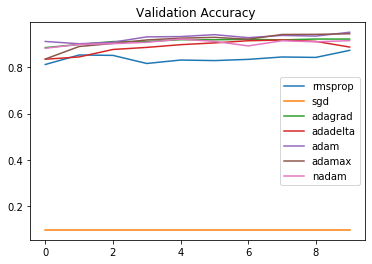 Validation Accuracy
0.8
0.6
0.4
0.2
0 2 4 6 8
rmsprop
sgd
adagrad
adadelta
adam
adamax
nadam